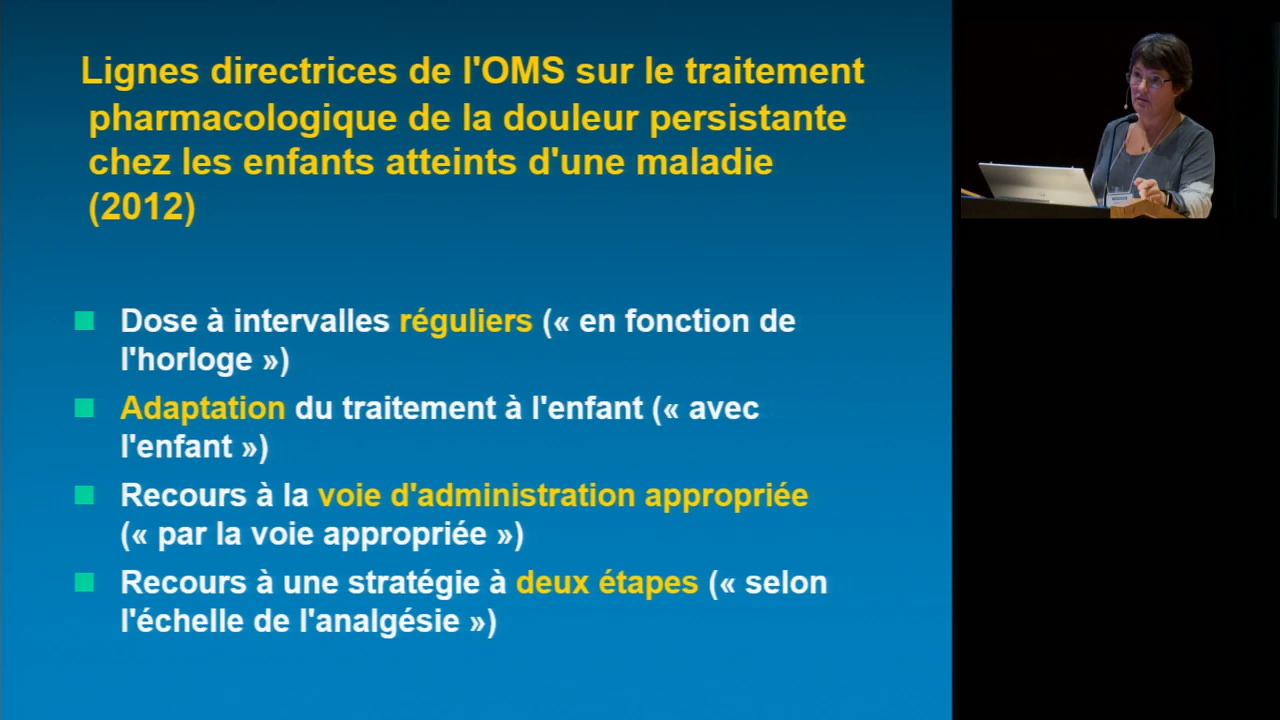 Lignes directrices de l'OMS sur le traitement
pharmacologique de la douleur persistante
chez les enfants atteints d'une maladie
(2012)
Dose à intervalles réguliers (« en fonction de
l'horloge »)
Adaptation du traitement à l'enfant (« avec
l'enfant »)
Recours à la voie d'administration appropriée
(« par la voie appropriée »)
Recours à une stratégie à deux étapes (« selon
l'échelle de l'analgésie »)